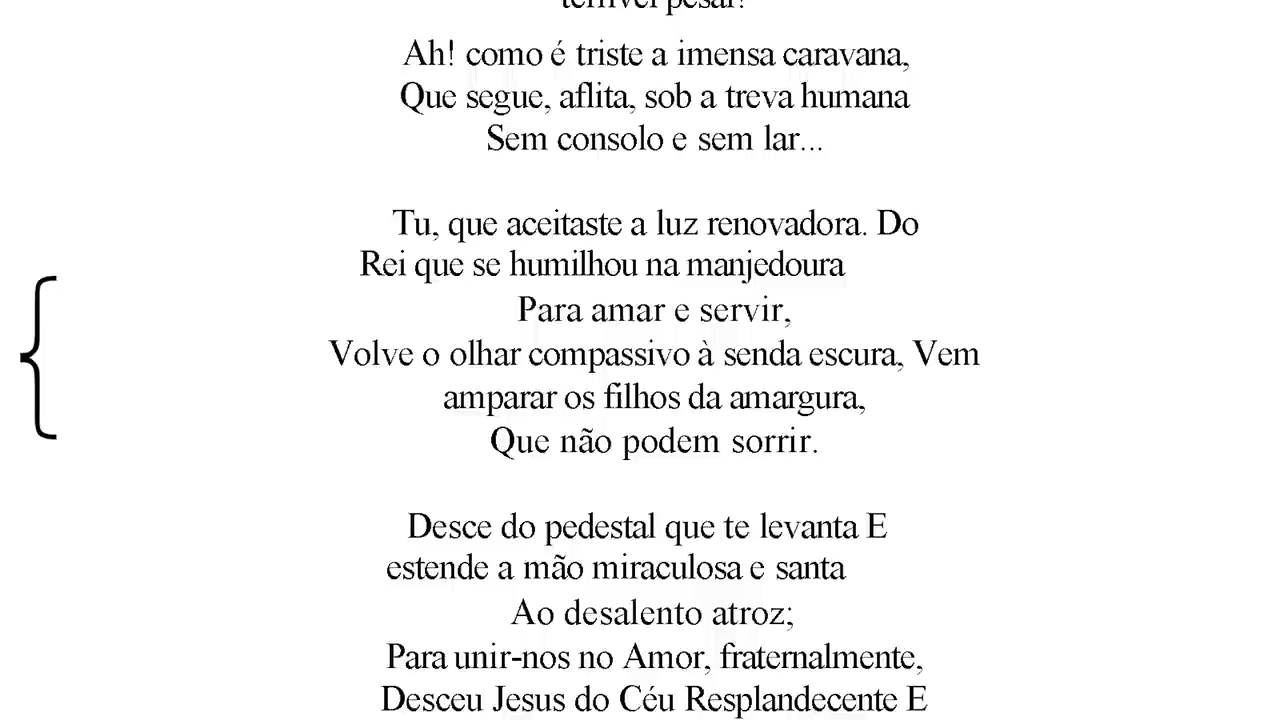 terrível pesar!
Ah! como é triste a imensa caravana,
Que segue, aflita, sob a treva humana
Sem consolo e sem lar...
Tu, que aceitaste a luz renovadora. Do
Rei que se humilhou na manjedoura
Para amar e servir,
Volve o olhar compassivo à senda escura, Vem
amparar os filhos da amargura,
Que não podem sorrir.
Desce do pedestal que te levanta E
estende a mão miraculosa e santa
Ao desalento atroz;
Para unir-nos no Amor, fraternalmente,
Desceu Jesus do Céu Resplandecente E